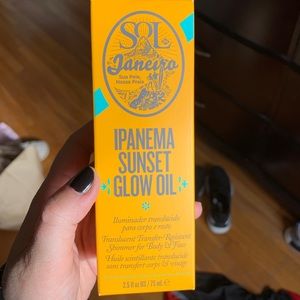 SOL
de
Janeiro
Sua Pele,
Nossa Praia
IPANEMA
SUNSET
GLOW OIL
Iluminador translúcido
para corpo e rosto
Translucent Transfer-Resistant
Shimmer for Body & Face
Huile scintillante translucide
sans transfert corps & visage
2.5 fl oz US / 75 mL ℮